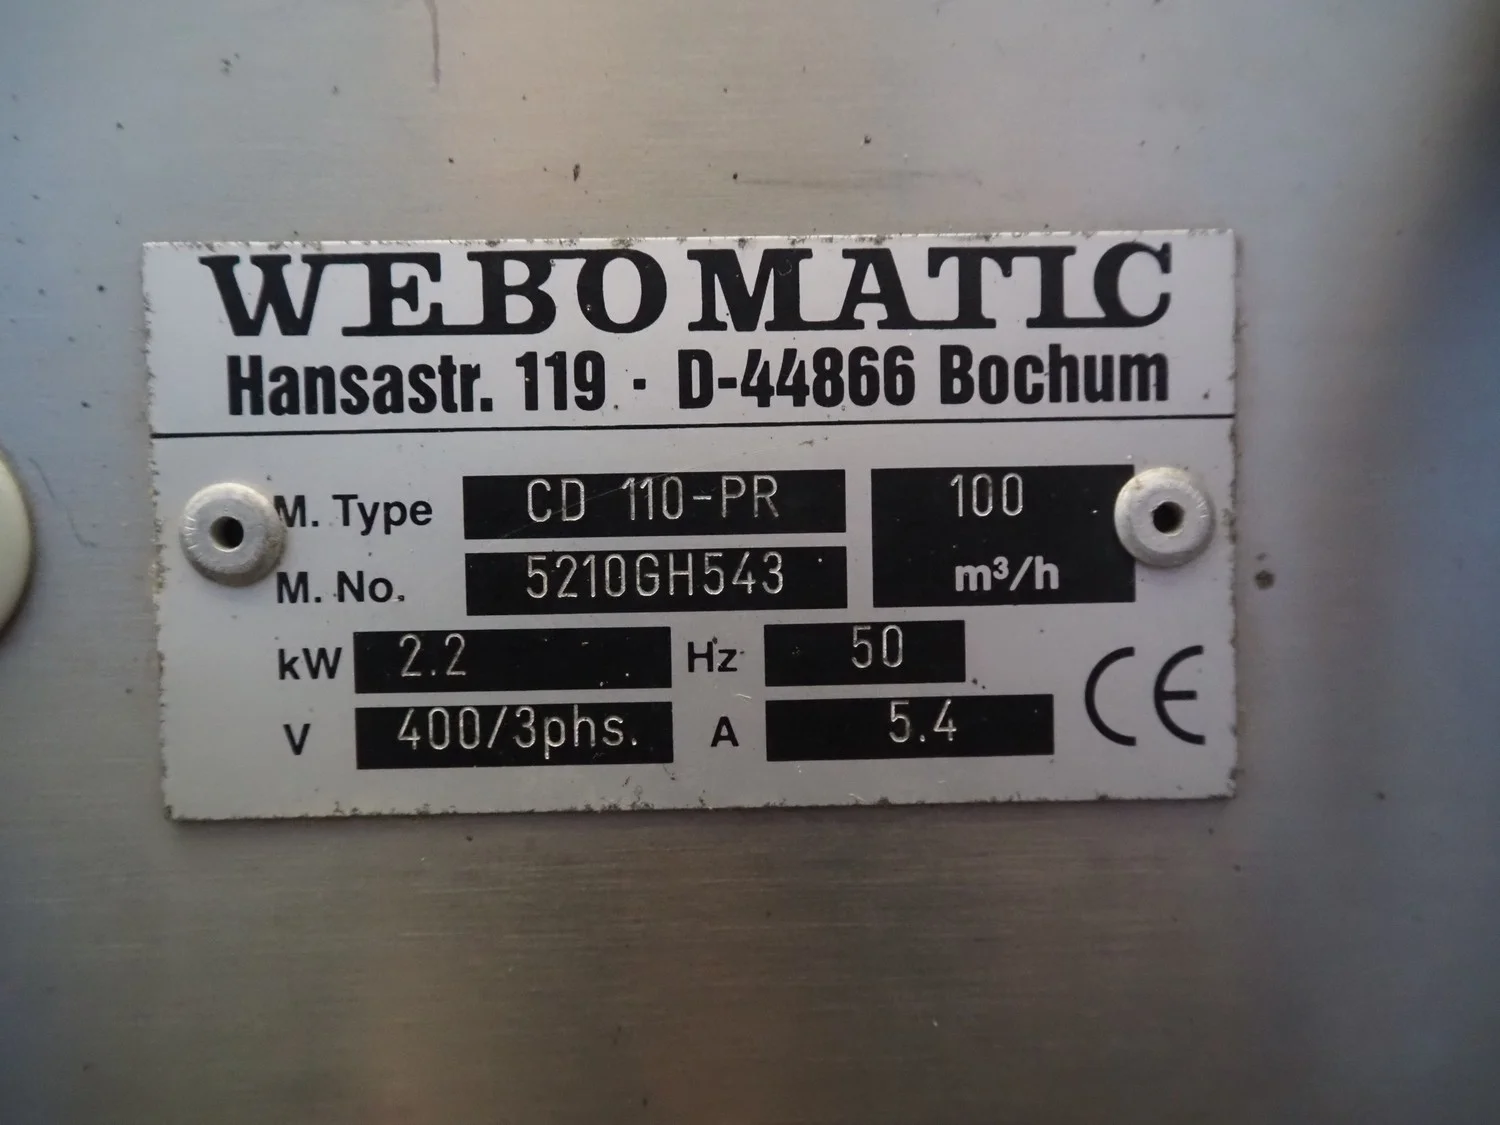 WEBOMATIC
Hansastr. 119 · D-44866 Bochum
M. Type CD 110-PR 100
M. No. 5210GH543 m³/h
kW 2.2 Hz 50
V 400/3phs. A 5.4 CE